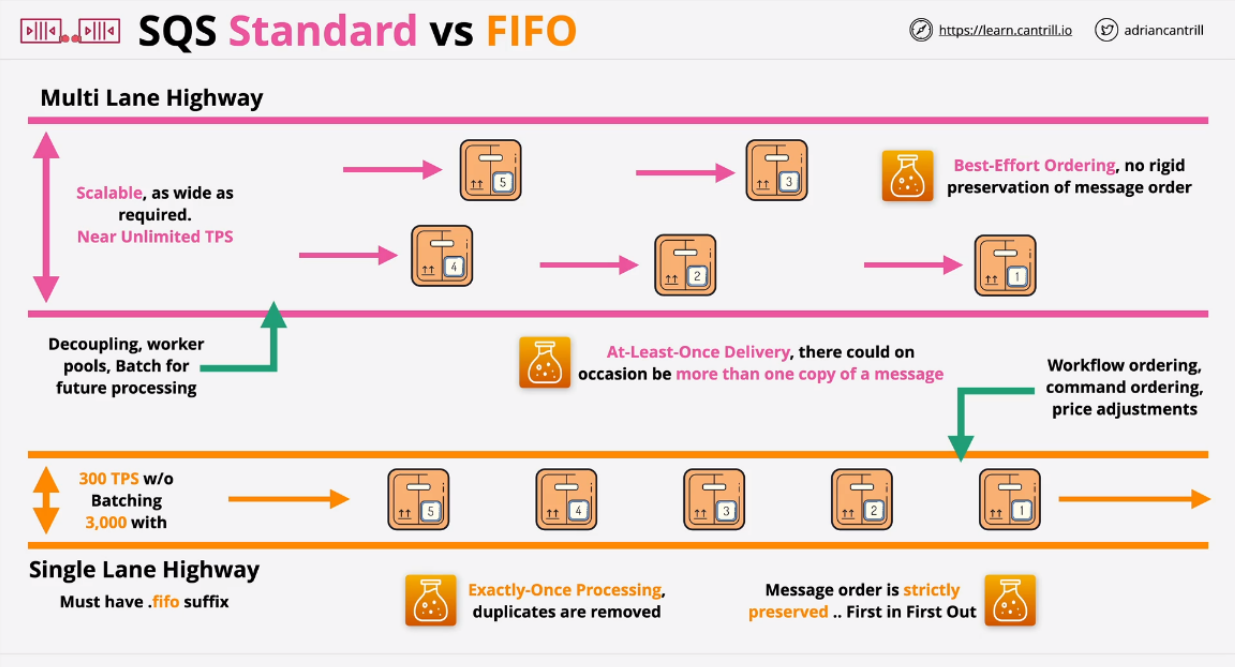 SQS Standard vs FIFO
https://learn.cantrill.io
adriancantrill
Multi Lane Highway
Scalable, as wide as
required.
Near Unlimited TPS
5
3
4
2
1
Best-Effort Ordering, no rigid
preservation of message order
Decoupling, worker
pools, Batch for
future processing
At-Least-Once Delivery, there could on
occasion be more than one copy of a message
Workflow ordering,
command ordering,
price adjustments
300 TPS w/o
Batching
3,000 with
5
4
3
2
1
Single Lane Highway
Must have .fifo suffix
Exactly-Once Processing,
duplicates are removed
Message order is strictly
preserved .. First in First Out